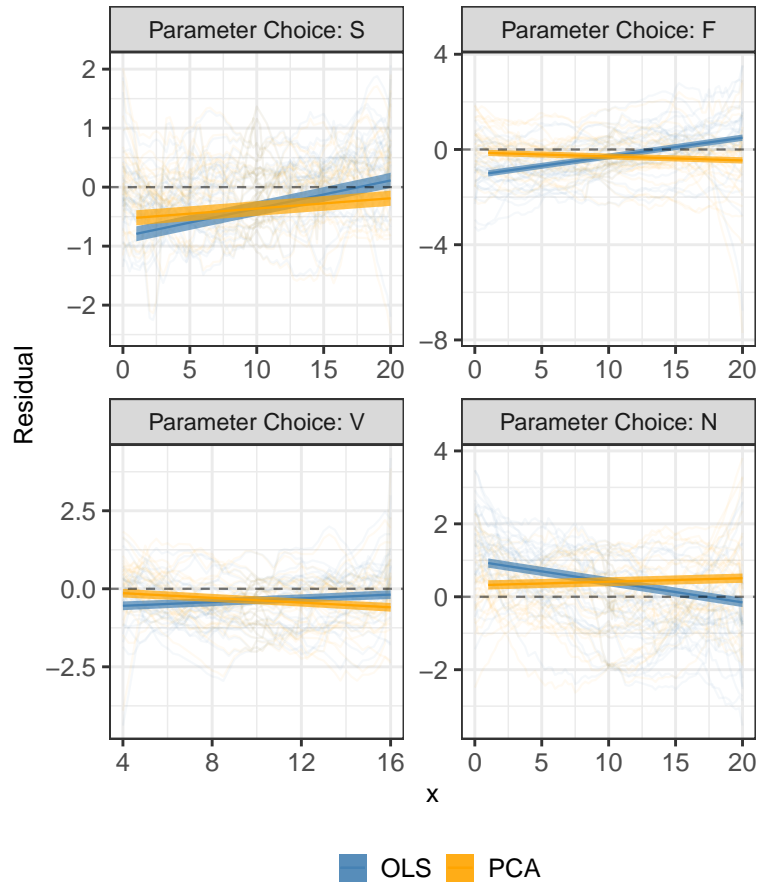 Parameter Choice: S
Parameter Choice: F
2
1
0
−1
−2
4
0
−4
−8
0 5 10 15 20
0 5 10 15 20
Residual
Parameter Choice: V
Parameter Choice: N
2.5
0.0
−2.5
4
2
0
−2
4 8 12 16
0 5 10 15 20
x
OLS PCA